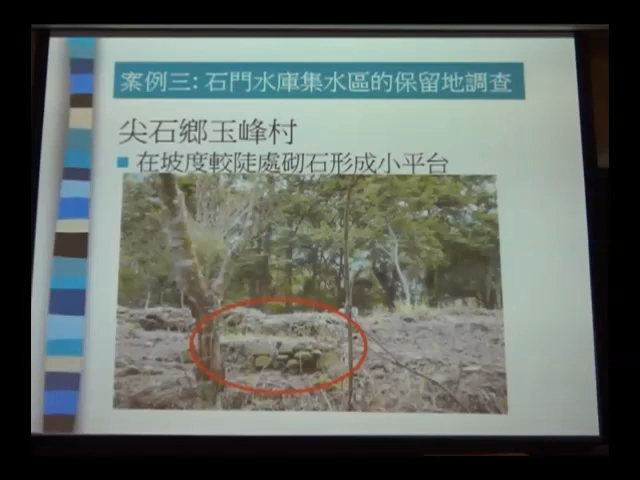 案例三: 石門水庫集水區的保留地調查
尖石鄉玉峰村
在坡度較陡處砌石形成小平台